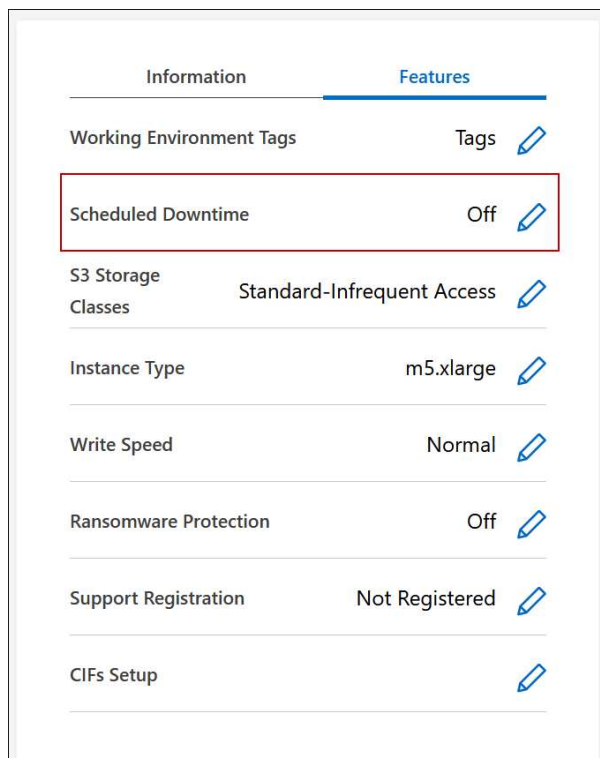 Information Features
Working Environment Tags Tags
Scheduled Downtime Off
S3 Storage
Classes
Standard-Infrequent Access
Instance Type m5.xlarge
Write Speed Normal
Ransomware Protection Off
Support Registration Not Registered
CIFs Setup